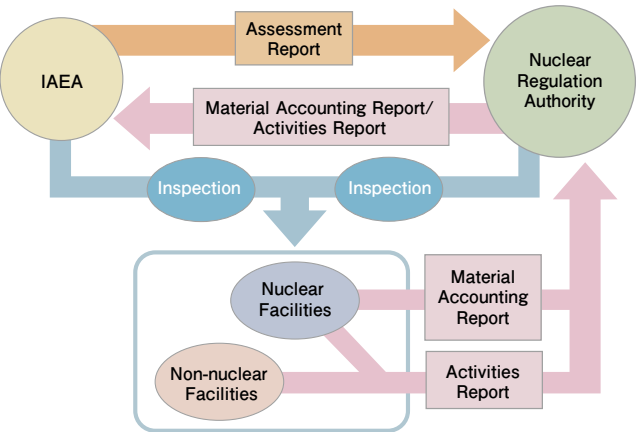 Assessment
Report
IAEA
Nuclear
Regulation
Authority
Material Accounting Report/
Activities Report
Inspection
Inspection
Nuclear
Facilities
Material
Accounting
Report
Non-nuclear
Facilities
Activities
Report